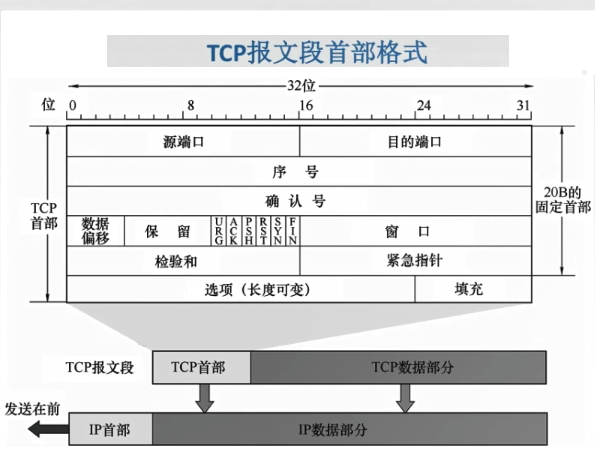 TCP报文段首部格式
32位
位 0 8 16 24 31
源端口 目的端口
序 号
TCP首部
确 认 号
20B的固定首部
数据偏移 保 留 URG ACK PSH RST SYN FIN 窗 口
检验和 紧急指针
选项（长度可变） 填充
TCP报文段 TCP首部 TCP数据部分
发送在前
IP首部 IP数据部分